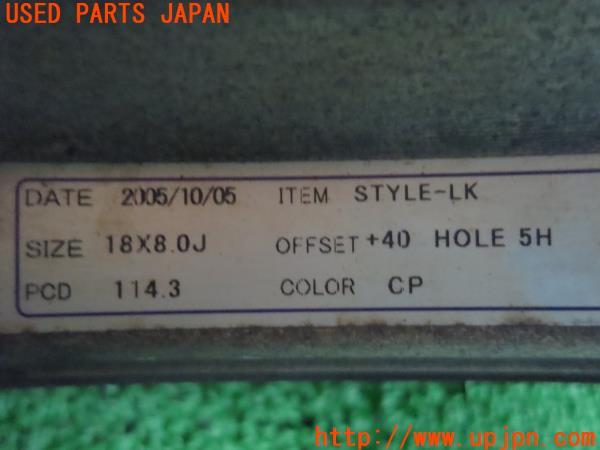 USED PARTS JAPAN
DATE 2005/10/05 ITEM STYLE-LK
SIZE 18X8.0J OFFSET +40 HOLE 5H
PCD 114.3 COLOR CP
http://www.upjpn.com/